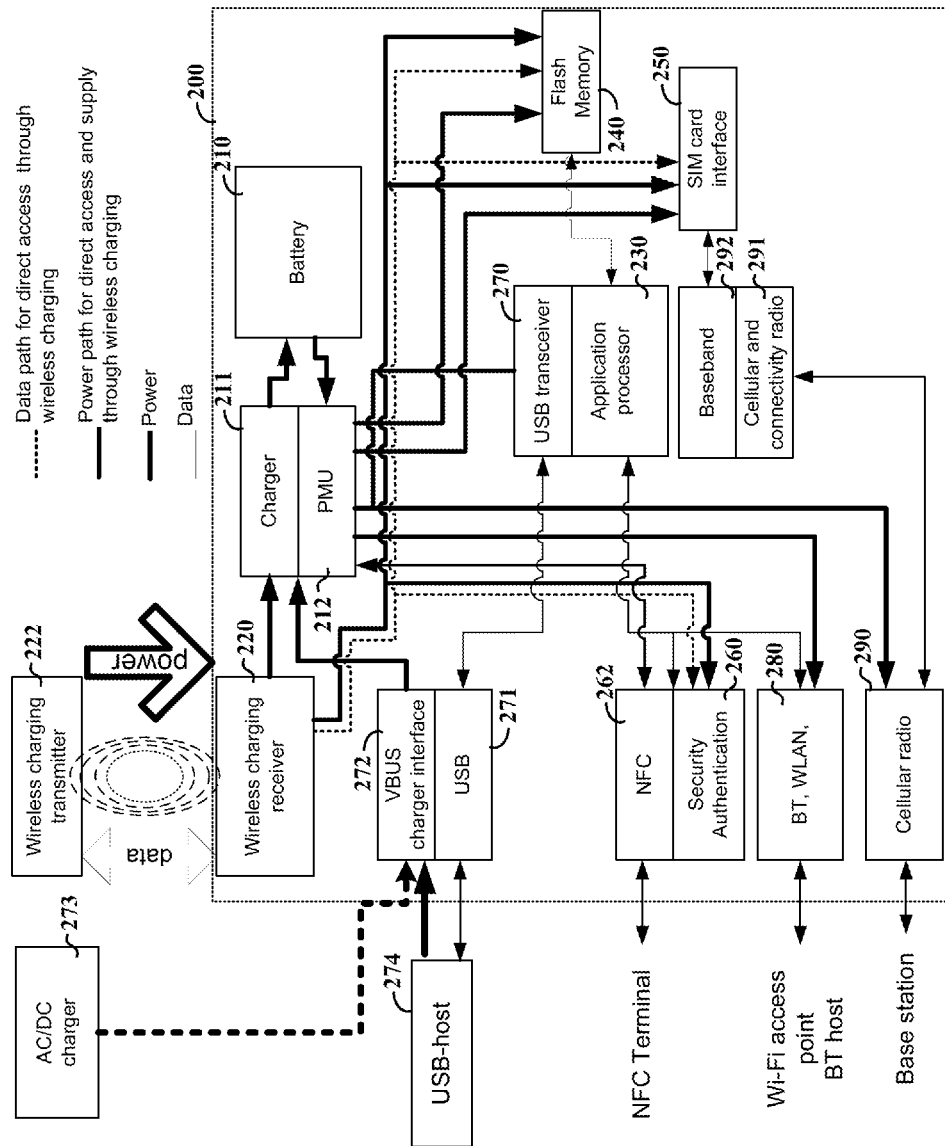 Data path for direct access through
wireless charging
Power path for direct access and supply
through wireless charging
Power
Data
200
222
Wireless charging
transmitter
power
data
273
AC/DC
charger
220
Wireless charging
receiver
211
Charger
PMU
212
210
Battery
Flash
Memory
240
250
SIM card
interface
272
VBUS
charger interface
USB
271
274
USB-host
270
USB transceiver
Application
processor
230
Baseband
292
Cellular and
connectivity radio
291
262
NFC
Security
Authentication
260
NFC Terminal
BT, WLAN,
280
Wi-Fi access
point
BT host
290
Cellular radio
Base station